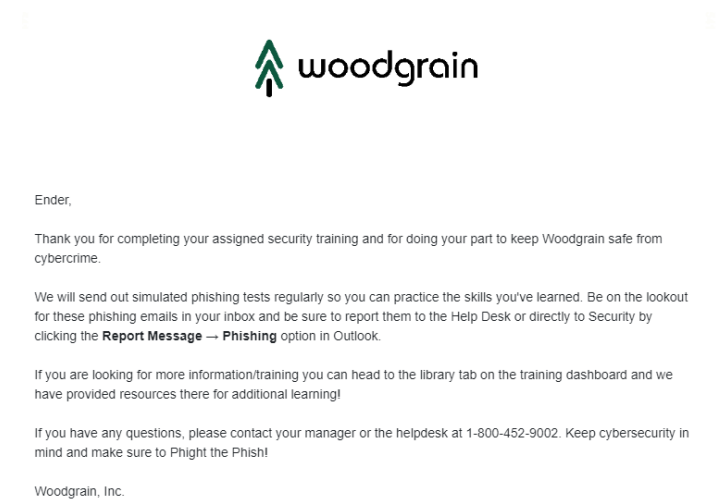 woodgrain
Ender,
Thank you for completing your assigned security training and for doing your part to keep Woodgrain safe from
cybercrime.
We will send out simulated phishing tests regularly so you can practice the skills you've learned. Be on the lookout
for these phishing emails in your inbox and be sure to report them to the Help Desk or directly to Security by
clicking the Report Message → Phishing option in Outlook.
If you are looking for more information/training you can head to the library tab on the training dashboard and we
have provided resources there for additional learning!
If you have any questions, please contact your manager or the helpdesk at 1-800-452-9002. Keep cybersecurity in
mind and make sure to Phight the Phish!
Woodgrain, Inc.